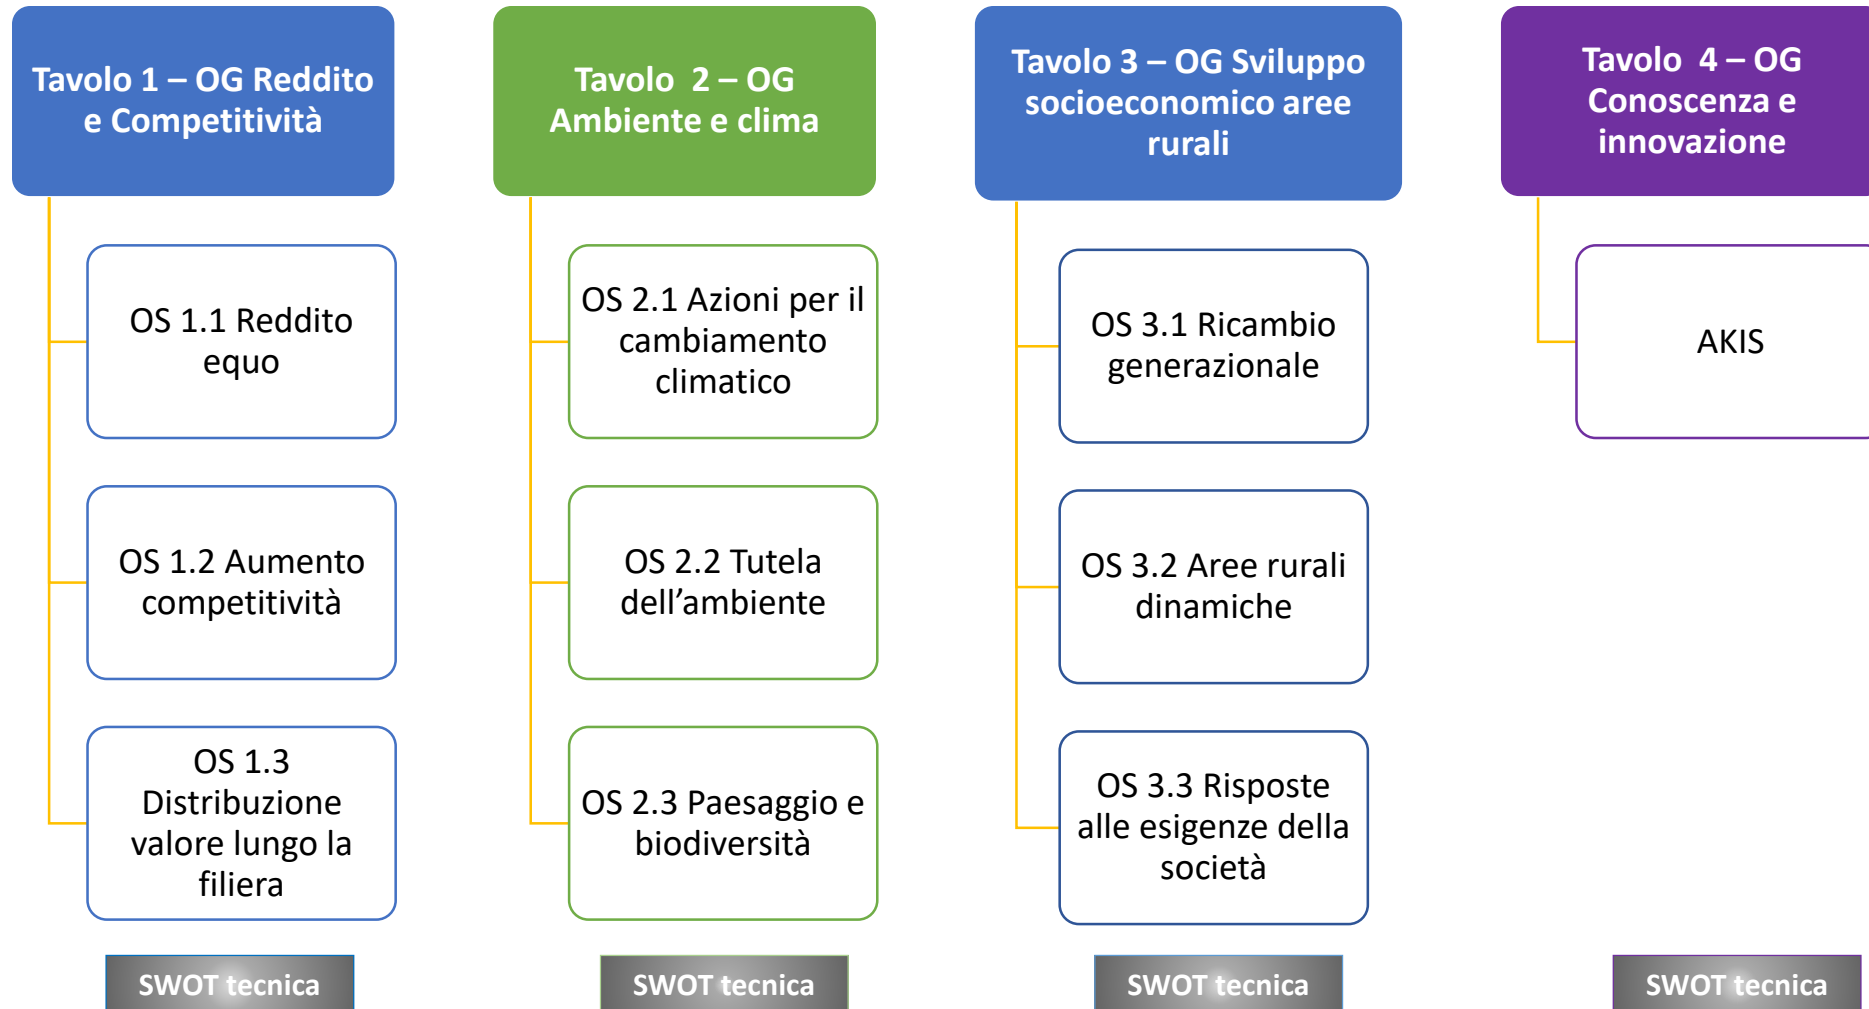 Tavolo 1 – OG Reddito
e Competitività
OS 1.1 Reddito
equo
OS 1.2 Aumento
competitività
OS 1.3
Distribuzione
valore lungo la
filiera
SWOT tecnica
Tavolo  2 – OG
Ambiente e clima
OS 2.1 Azioni per il
cambiamento
climatico
OS 2.2 Tutela
dell’ambiente
OS 2.3 Paesaggio e
biodiversità
SWOT tecnica
Tavolo 3 – OG Sviluppo
socioeconomico aree
rurali
OS 3.1 Ricambio
generazionale
OS 3.2 Aree rurali
dinamiche
OS 3.3 Risposte
alle esigenze della
società
SWOT tecnica
Tavolo  4 – OG
Conoscenza e
innovazione
AKIS
SWOT tecnica